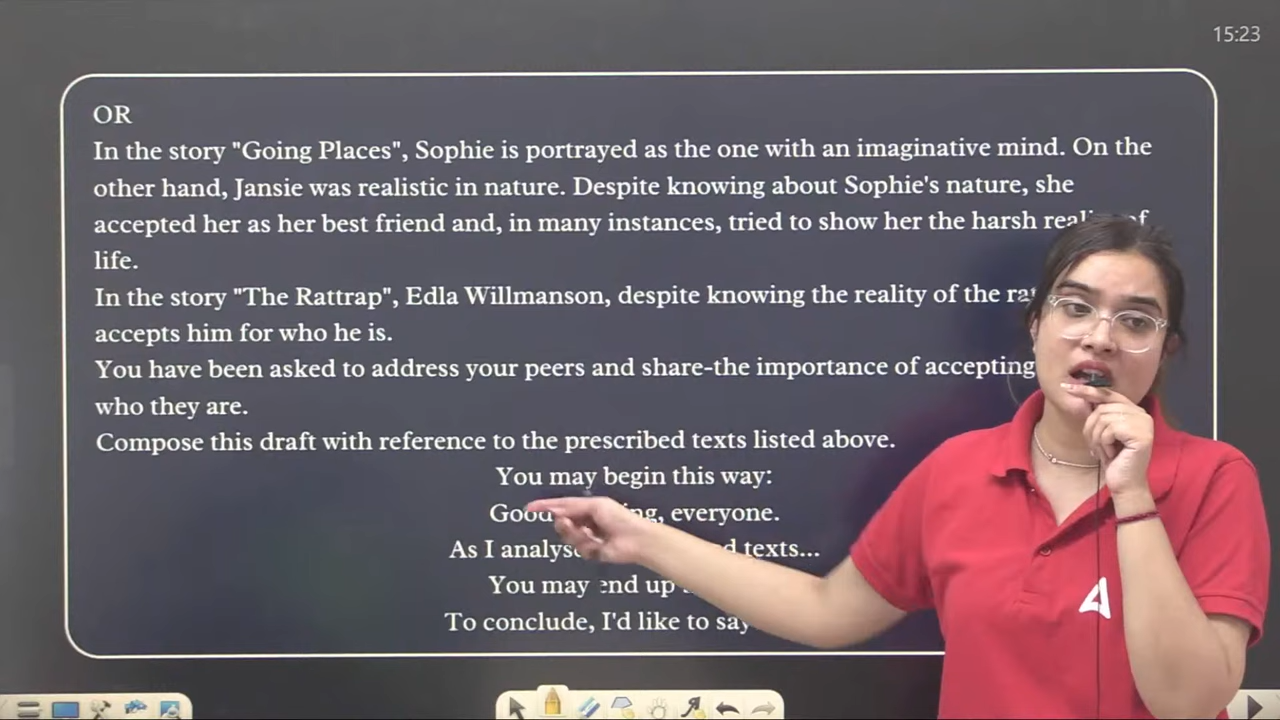 15:23
OR
In the story "Going Places", Sophie is portrayed as the one with an imaginative mind. On the
other hand, Jansie was realistic in nature. Despite knowing about Sophie's nature, she
accepted her as her best friend and, in many instances, tried to show her the harsh of
life.
In the story "The Rattrap", Edla Willmanson, despite knowing the reality of the
accepts him for who he is.
You have been asked to address your peers and share-the importance of accepting
who they are.
Compose this draft with reference to the prescribed texts listed above.
You may begin this way:
everyone.
As I texts...
You may end up
To conclude, I'd like to say